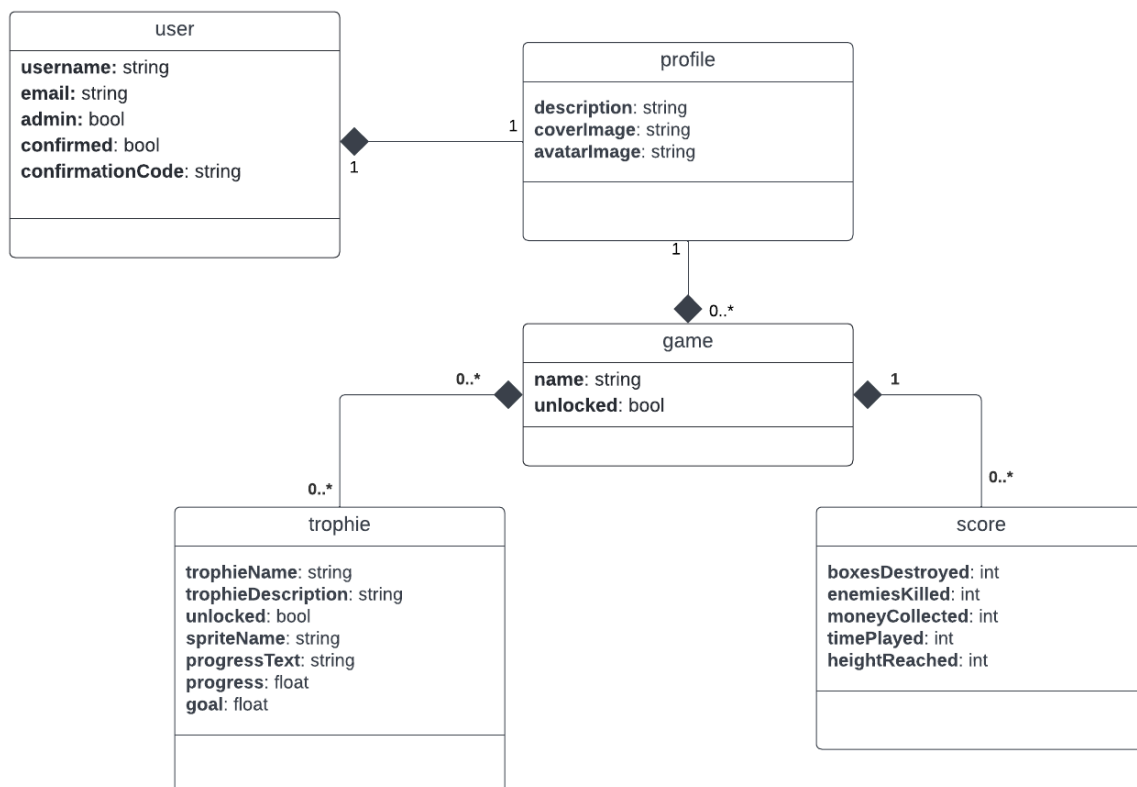 user
username: string
email: string
admin: bool
confirmed: bool
confirmationCode: string
1
1
profile
description: string
coverImage: string
avatarImage: string
1
0..*
game
name: string
unlocked: bool
0..*
1
0..*
0..*
trophie
trophieName: string
trophieDescription: string
unlocked: bool
spriteName: string
progressText: string
progress: float
goal: float
score
boxesDestroyed: int
enemiesKilled: int
moneyCollected: int
timePlayed: int
heightReached: int